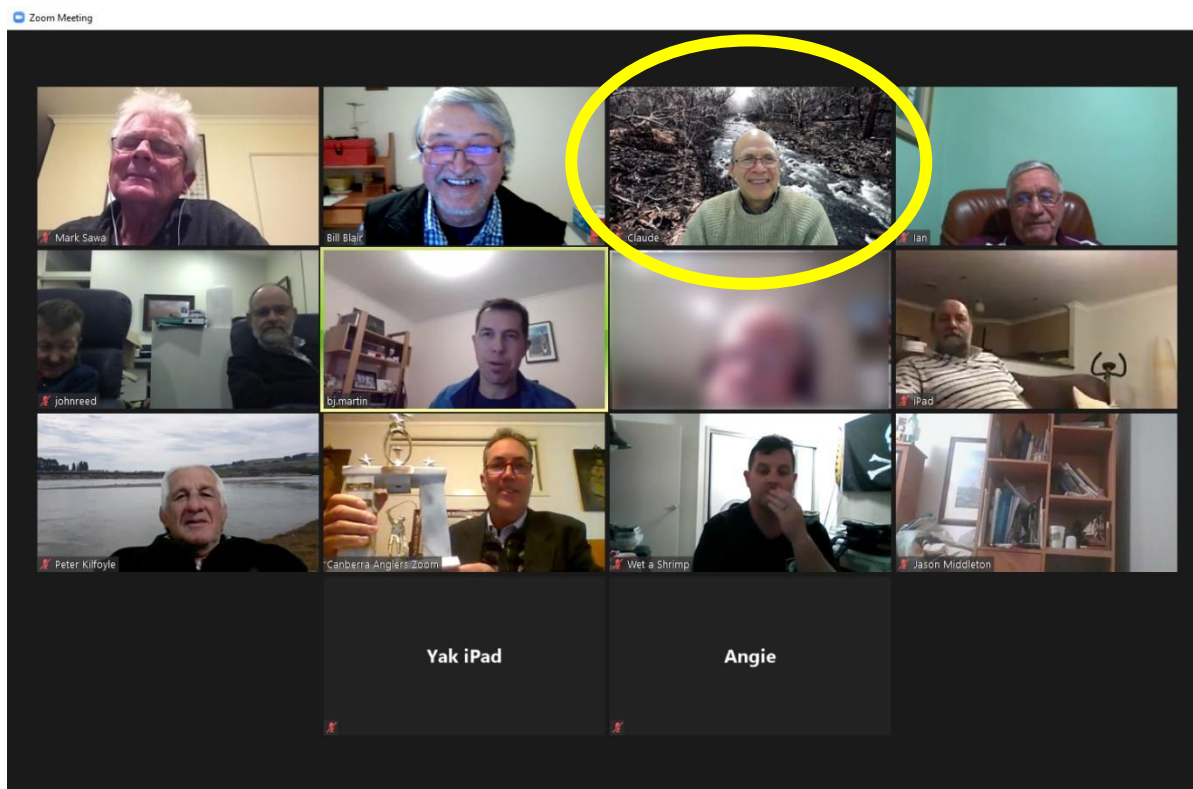 Zoom Meeting
Mark Sawa
Bill Blair
Claude
Ian
johnreed
bj.martin
iPad
Peter Kilfoyle
Canberra Anglers Zoom
Wet a Shrimp
Jason Middleton
Yak iPad
Angie